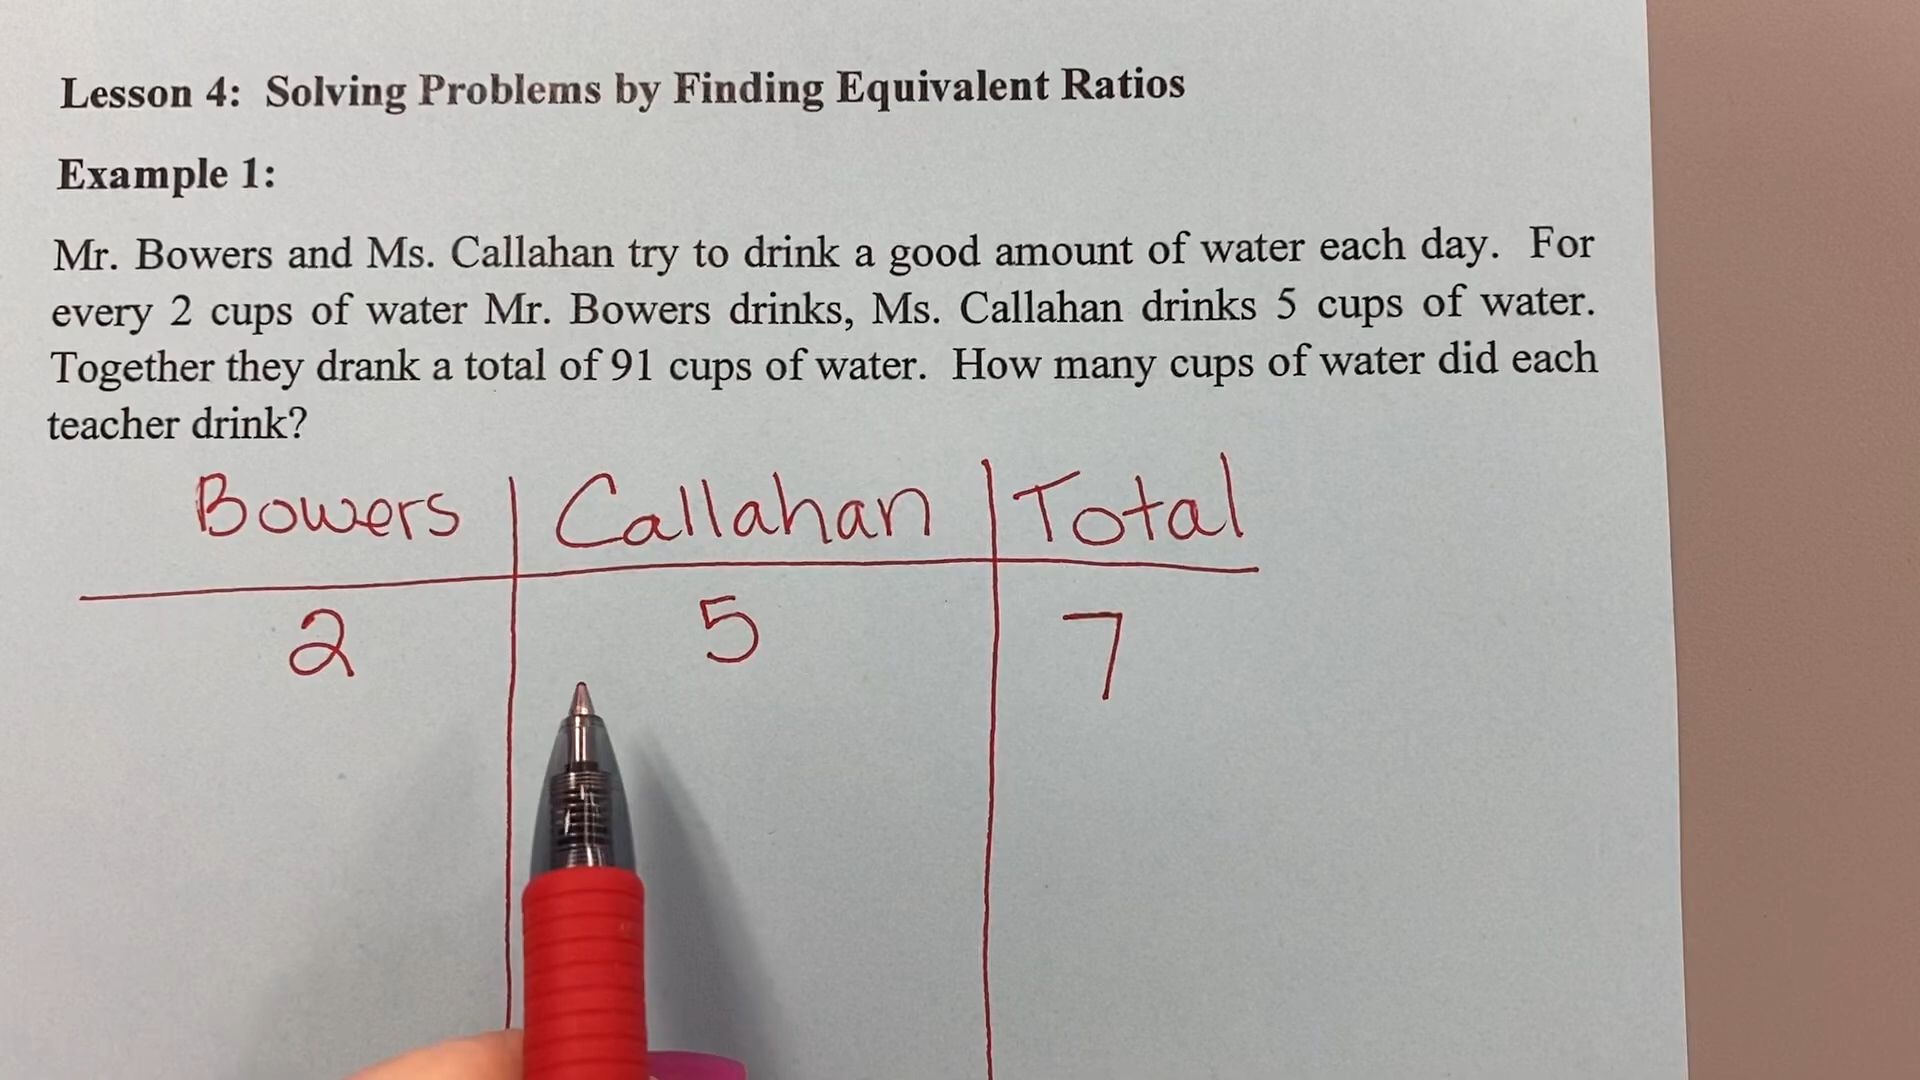 Lesson 4: Solving Problems by Finding Equivalent Ratios
Example 1:
Mr. Bowers and Ms. Callahan try to drink a good amount of water each day. For
every 2 cups of water Mr. Bowers drinks, Ms. Callahan drinks 5 cups of water.
Together they drank a total of 91 cups of water. How many cups of water did each
teacher drink?
Bowers Callahan Total
2 5 7